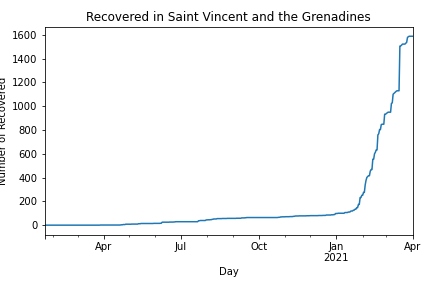 Recovered in Saint Vincent and the Grenadines
Number of Recovered
1600
1400
1200
1000
800
600
400
200
0
Apr Jul Oct Jan Apr
2021
Day